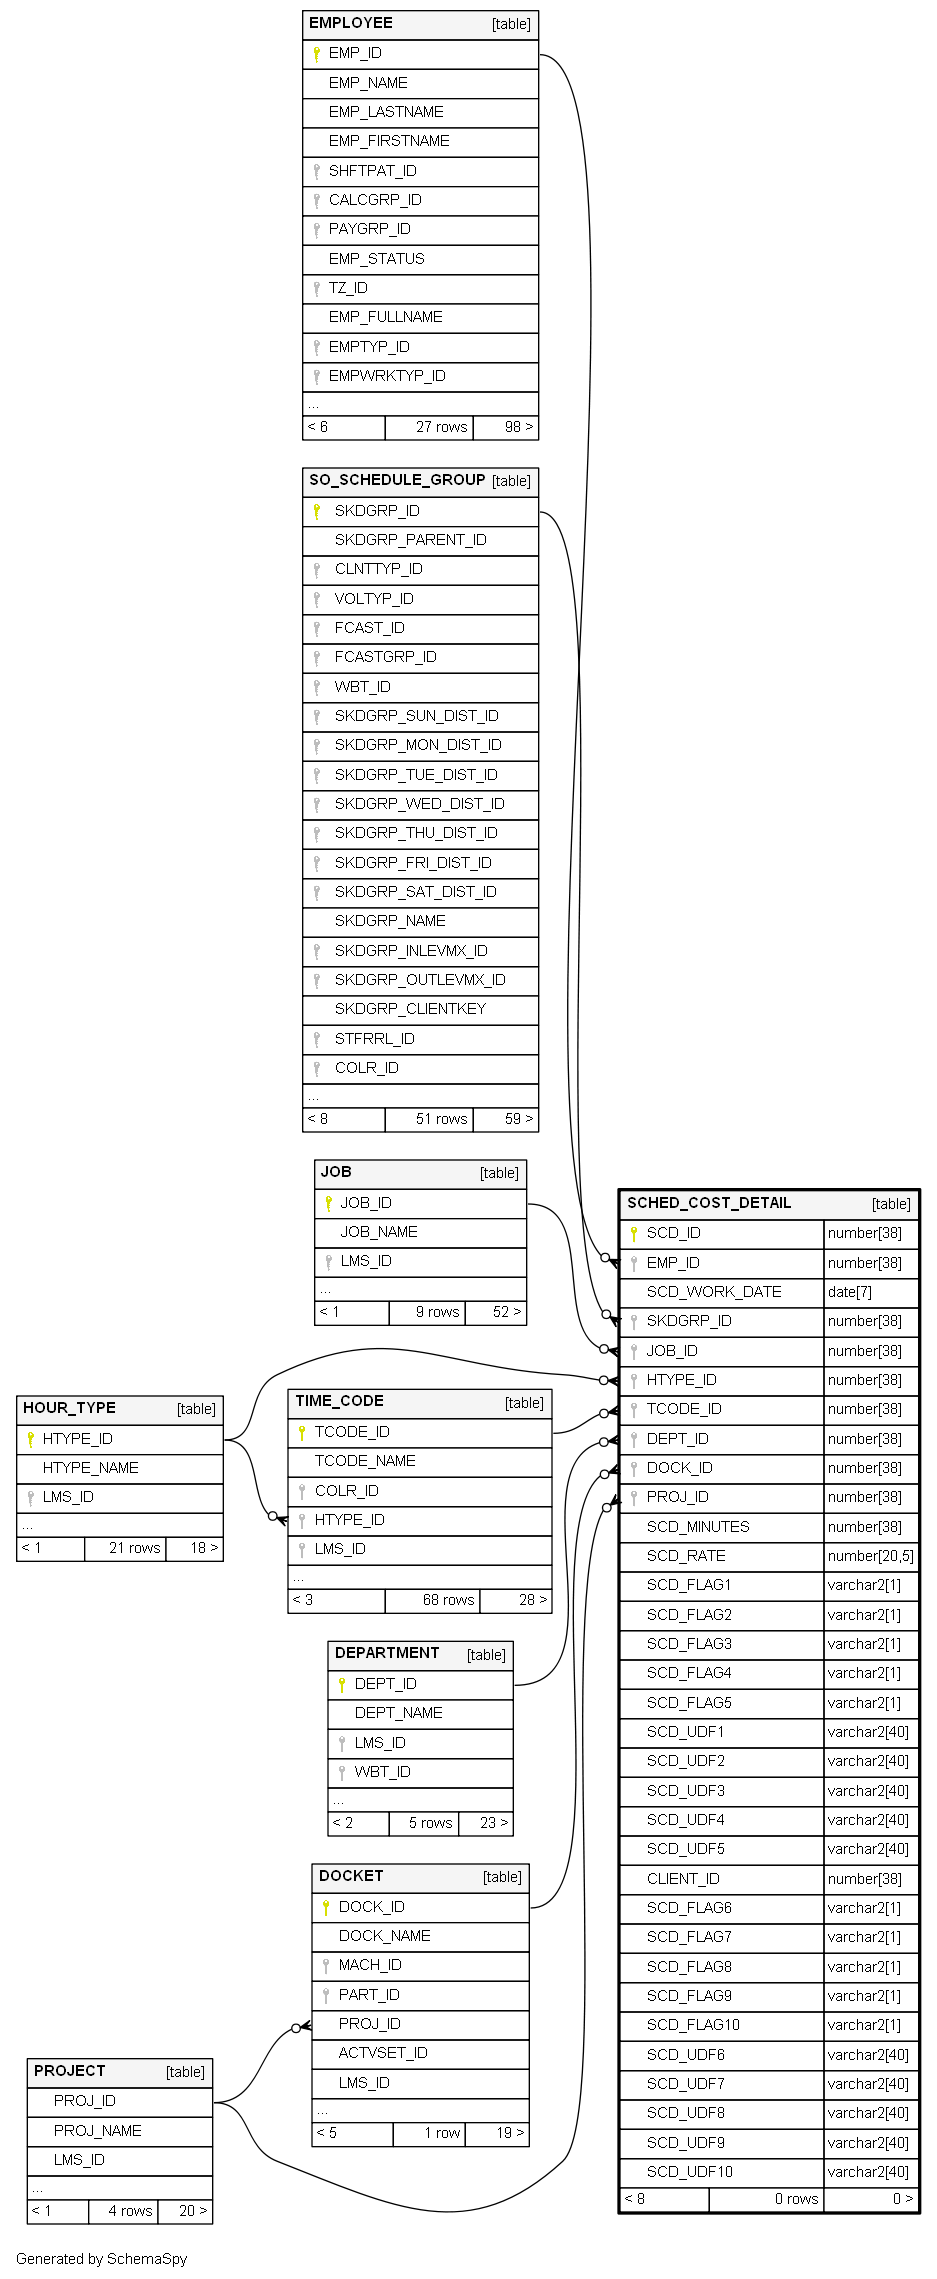 EMPLOYEE [table]
EMP_ID
EMP_NAME
EMP_LASTNAME
EMP_FIRSTNAME
SHFTPAT_ID
CALCGRP_ID
PAYGRP_ID
EMP_STATUS
TZ_ID
EMP_FULLNAME
EMPTYP_ID
EMPWRKTYP_ID
...
< 6 27 rows 98 >
SO_SCHEDULE_GROUP [table]
SKDGRP_ID
SKDGRP_PARENT_ID
CLNTTYP_ID
VOLTYP_ID
FCAST_ID
FCASTGRP_ID
WBT_ID
SKDGRP_SUN_DIST_ID
SKDGRP_MON_DIST_ID
SKDGRP_TUE_DIST_ID
SKDGRP_WED_DIST_ID
SKDGRP_THU_DIST_ID
SKDGRP_FRI_DIST_ID
SKDGRP_SAT_DIST_ID
SKDGRP_NAME
SKDGRP_INLEVMX_ID
SKDGRP_OUTLEVMX_ID
SKDGRP_CLIENTKEY
STFRRL_ID
COLR_ID
...
< 8 51 rows 59 >
JOB [table]
JOB_ID
JOB_NAME
LMS_ID
...
< 1 9 rows 52 >
HOUR_TYPE [table]
HTYPE_ID
HTYPE_NAME
LMS_ID
...
< 1 21 rows 18 >
TIME_CODE [table]
TCODE_ID
TCODE_NAME
COLR_ID
HTYPE_ID
LMS_ID
...
< 3 68 rows 28 >
DEPARTMENT [table]
DEPT_ID
DEPT_NAME
LMS_ID
WBT_ID
...
< 2 5 rows 23 >
DOCKET [table]
DOCK_ID
DOCK_NAME
MACH_ID
PART_ID
PROJ_ID
ACTVSET_ID
LMS_ID
...
< 5 1 row 19 >
PROJECT [table]
PROJ_ID
PROJ_NAME
LMS_ID
...
< 1 4 rows 20 >
SCHED_COST_DETAIL [table]
SCD_ID number[38]
EMP_ID number[38]
SCD_WORK_DATE date[7]
SKDGRP_ID number[38]
JOB_ID number[38]
HTYPE_ID number[38]
TCODE_ID number[38]
DEPT_ID number[38]
DOCK_ID number[38]
PROJ_ID number[38]
SCD_MINUTES number[38]
SCD_RATE number[20,5]
SCD_FLAG1 varchar2[1]
SCD_FLAG2 varchar2[1]
SCD_FLAG3 varchar2[1]
SCD_FLAG4 varchar2[1]
SCD_FLAG5 varchar2[1]
SCD_UDF1 varchar2[40]
SCD_UDF2 varchar2[40]
SCD_UDF3 varchar2[40]
SCD_UDF4 varchar2[40]
SCD_UDF5 varchar2[40]
CLIENT_ID number[38]
SCD_FLAG6 varchar2[1]
SCD_FLAG7 varchar2[1]
SCD_FLAG8 varchar2[1]
SCD_FLAG9 varchar2[1]
SCD_FLAG10 varchar2[1]
SCD_UDF6 varchar2[40]
SCD_UDF7 varchar2[40]
SCD_UDF8 varchar2[40]
SCD_UDF9 varchar2[40]
SCD_UDF10 varchar2[40]
< 8 0 rows 0 >
Generated by SchemaSpy